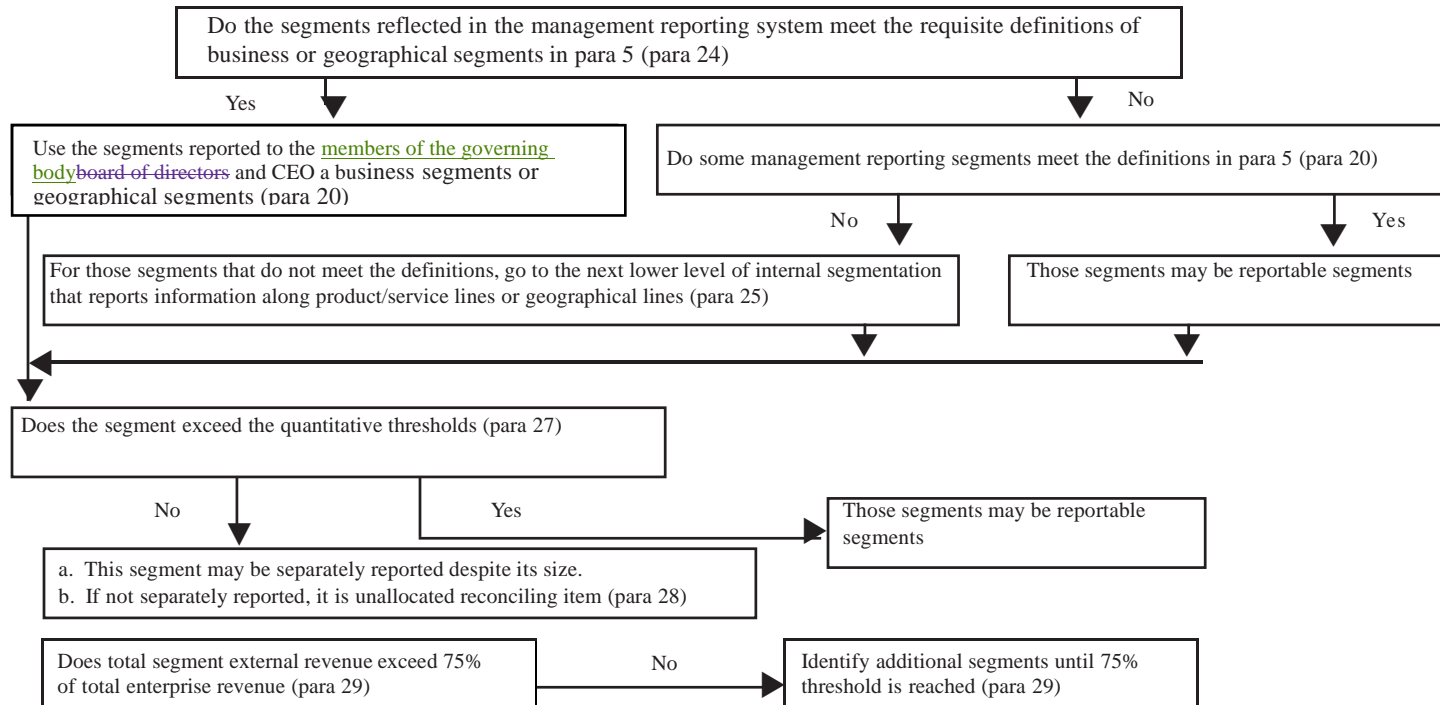 Do the segments reflected in the management reporting system meet the requisite definitions of
business or geographical segments in para 5 (para 24)
Yes
No
Use the segments reported to the members of the governing
bodyboard of directors and CEO a business segments or
geographical segments (para 20)
Do some management reporting segments meet the definitions in para 5 (para 20)
No
Yes
For those segments that do not meet the definitions, go to the next lower level of internal segmentation
that reports information along product/service lines or geographical lines (para 25)
Those segments may be reportable segments
Does the segment exceed the quantitative thresholds (para 27)
No
Yes
Those segments may be reportable
segments
a. This segment may be separately reported despite its size.
b. If not separately reported, it is unallocated reconciling item (para 28)
Does total segment external revenue exceed 75%
of total enterprise revenue (para 29)
No
Identify additional segments until 75%
threshold is reached (para 29)